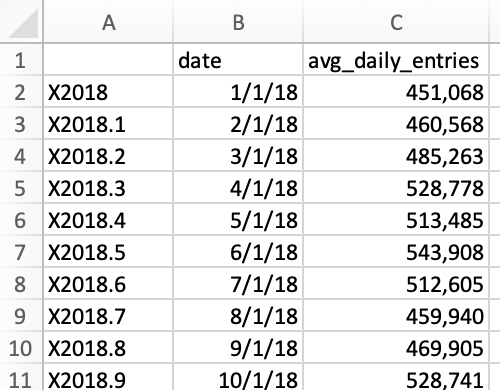 A B C
1 date avg_daily_entries
2 X2018 1/1/18 451,068
3 X2018.1 2/1/18 460,568
4 X2018.2 3/1/18 485,263
5 X2018.3 4/1/18 528,778
6 X2018.4 5/1/18 513,485
7 X2018.5 6/1/18 543,908
8 X2018.6 7/1/18 512,605
9 X2018.7 8/1/18 459,940
10 X2018.8 9/1/18 469,905
11 X2018.9 10/1/18 528,741